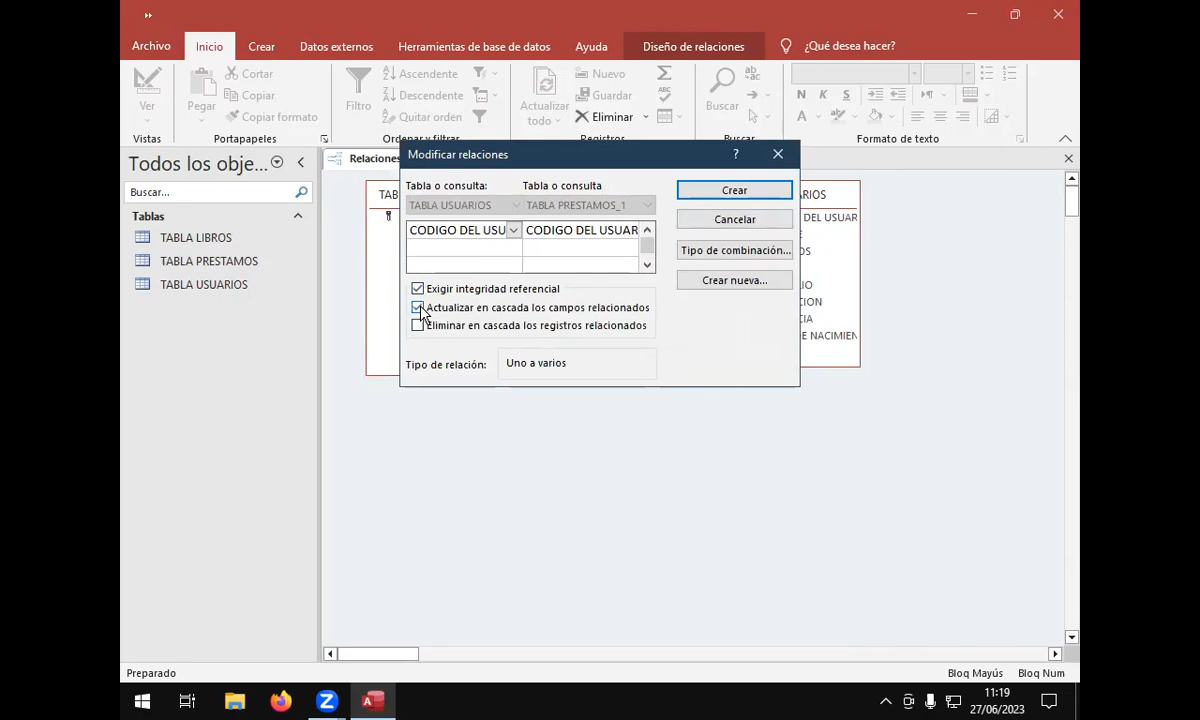 Archivo
Inicio
Crear
Datos externos
Herramientas de base de datos
Ayuda
Diseño de relaciones
¿Qué desea hacer?
Ver
Vistas
Pegar
Cortar
Copiar
Copiar formato
Portapapeles
Filtro
Ascendente
Descendente
Quitar orden
Ordenar y filtrar
Actualizar todo
Nuevo
Guardar
Eliminar
Registros
Buscar
Buscar
N K S
A
Formato de texto
Todos los obje...
Buscar...
Tablas
TABLA LIBROS
TABLA PRESTAMOS
TABLA USUARIOS
Relaciones
Modificar relaciones
?
Tabla o consulta:
Tabla o consulta
TABLA USUARIOS
TABLA PRESTAMOS_1
CODIGO DEL USU
CODIGO DEL USUAR
Exigir integridad referencial
Actualizar en cascada los campos relacionados
Eliminar en cascada los registros relacionados
Tipo de relación:
Uno a varios
Crear
Cancelar
Tipo de combinación...
Crear nueva...
Preparado
Bloq Mayús
Bloq Num
11:19
27/06/2023